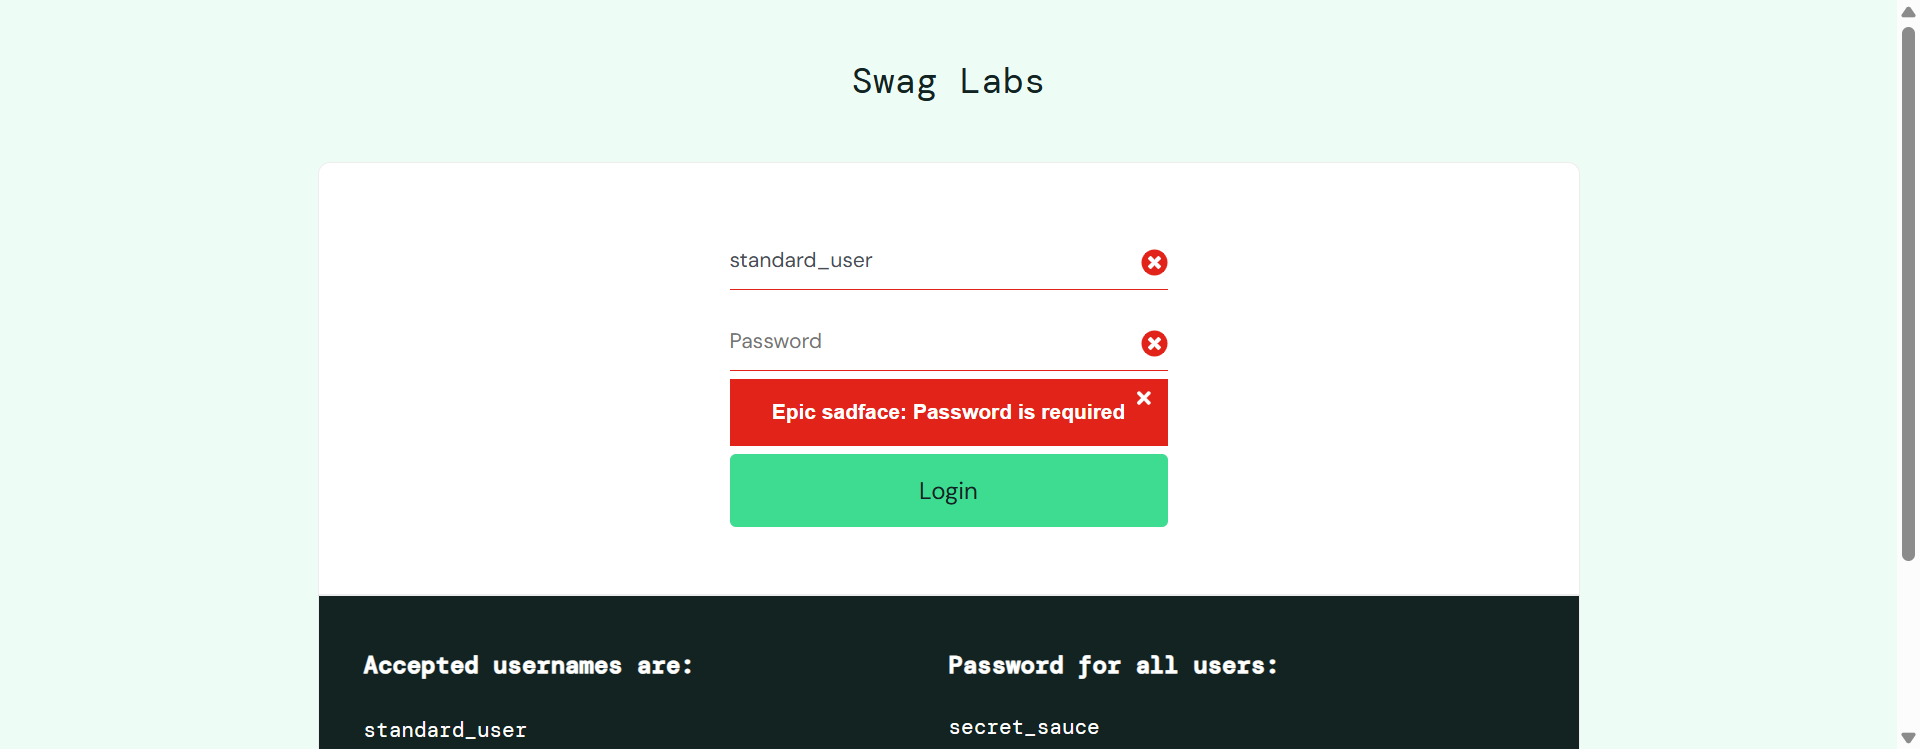 Swag Labs
standard_user
Password
Epic sadface: Password is required
Login
Accepted usernames are:
standard_user
Password for all users:
secret_sauce